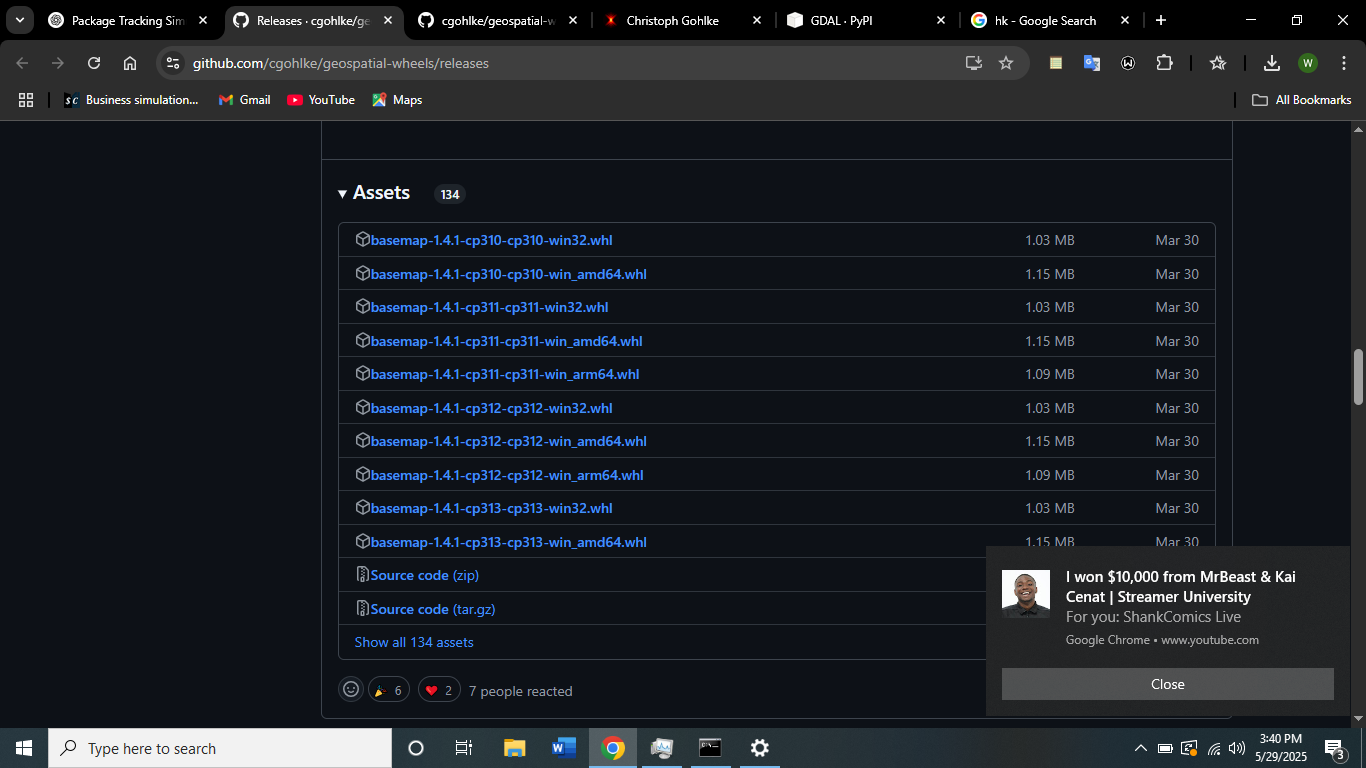 Package Tracking Sim
Releases · cgohlke/ge
cgohlke/geospatial-w
Christoph Gohlke
GDAL · PyPI
hk - Google Search
github.com/cgohlke/geospatial-wheels/releases
W
Business simulation...
Gmail
YouTube
Maps
All Bookmarks
Assets 134
basemap-1.4.1-cp310-cp310-win32.whl 1.03 MB Mar 30
basemap-1.4.1-cp310-cp310-win_amd64.whl 1.15 MB Mar 30
basemap-1.4.1-cp311-cp311-win32.whl 1.03 MB Mar 30
basemap-1.4.1-cp311-cp311-win_amd64.whl 1.15 MB Mar 30
basemap-1.4.1-cp311-cp311-win_arm64.whl 1.09 MB Mar 30
basemap-1.4.1-cp312-cp312-win32.whl 1.03 MB Mar 30
basemap-1.4.1-cp312-cp312-win_amd64.whl 1.15 MB Mar 30
basemap-1.4.1-cp312-cp312-win_arm64.whl 1.09 MB Mar 30
basemap-1.4.1-cp313-cp313-win32.whl 1.03 MB Mar 30
basemap-1.4.1-cp313-cp313-win_amd64.whl 1.15 MB Mar 30
Source code (zip)
Source code (tar.gz)
Show all 134 assets
6 2 7 people reacted
I won $10,000 from MrBeast & Kai
Cenat | Streamer University
For you: ShankComics Live
Google Chrome • www.youtube.com
Close
Type here to search
3:40 PM
5/29/2025
3